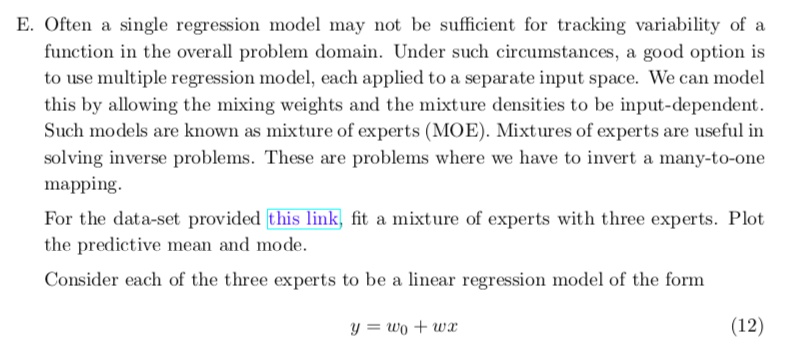 E. Often a single regression model may not be sufficient for tracking variability of a
function in the overall problem domain. Under such circumstances, a good option is
to use multiple regression model, each applied to a separate input space. We can model
this by allowing the mixing weights and the mixture densities to be input-dependent.
Such models are known as mixture of experts (MOE). Mixtures of experts are useful in
solving inverse problems. These are problems where we have to invert a many-to-one
mapping.
For the data-set provided this link, fit a mixture of experts with three experts. Plot
the predictive mean and mode.
Consider each of the three experts to be a linear regression model of the form
y = w₀ + wx (12)